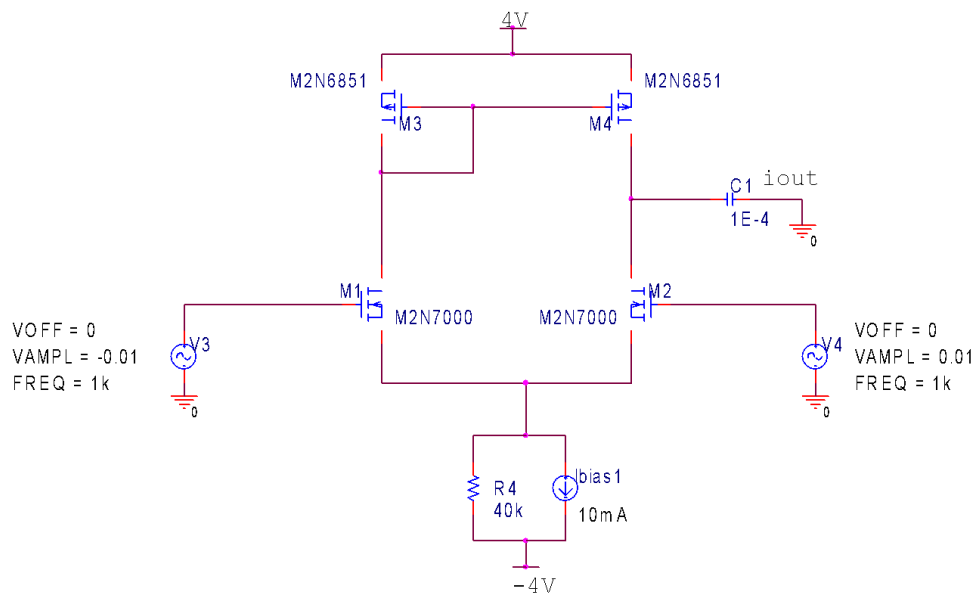 4V
M2N6851
M2N6851
M3
M4
C1
iout
1E-4
0
M1
M2
M2N7000
M2N7000
VOFF = 0
VAMPL = -0.01
FREQ = 1k
V3
0
V4
VOFF = 0
VAMPL = 0.01
FREQ = 1k
0
R4
40k
Ibias1
10mA
-4V